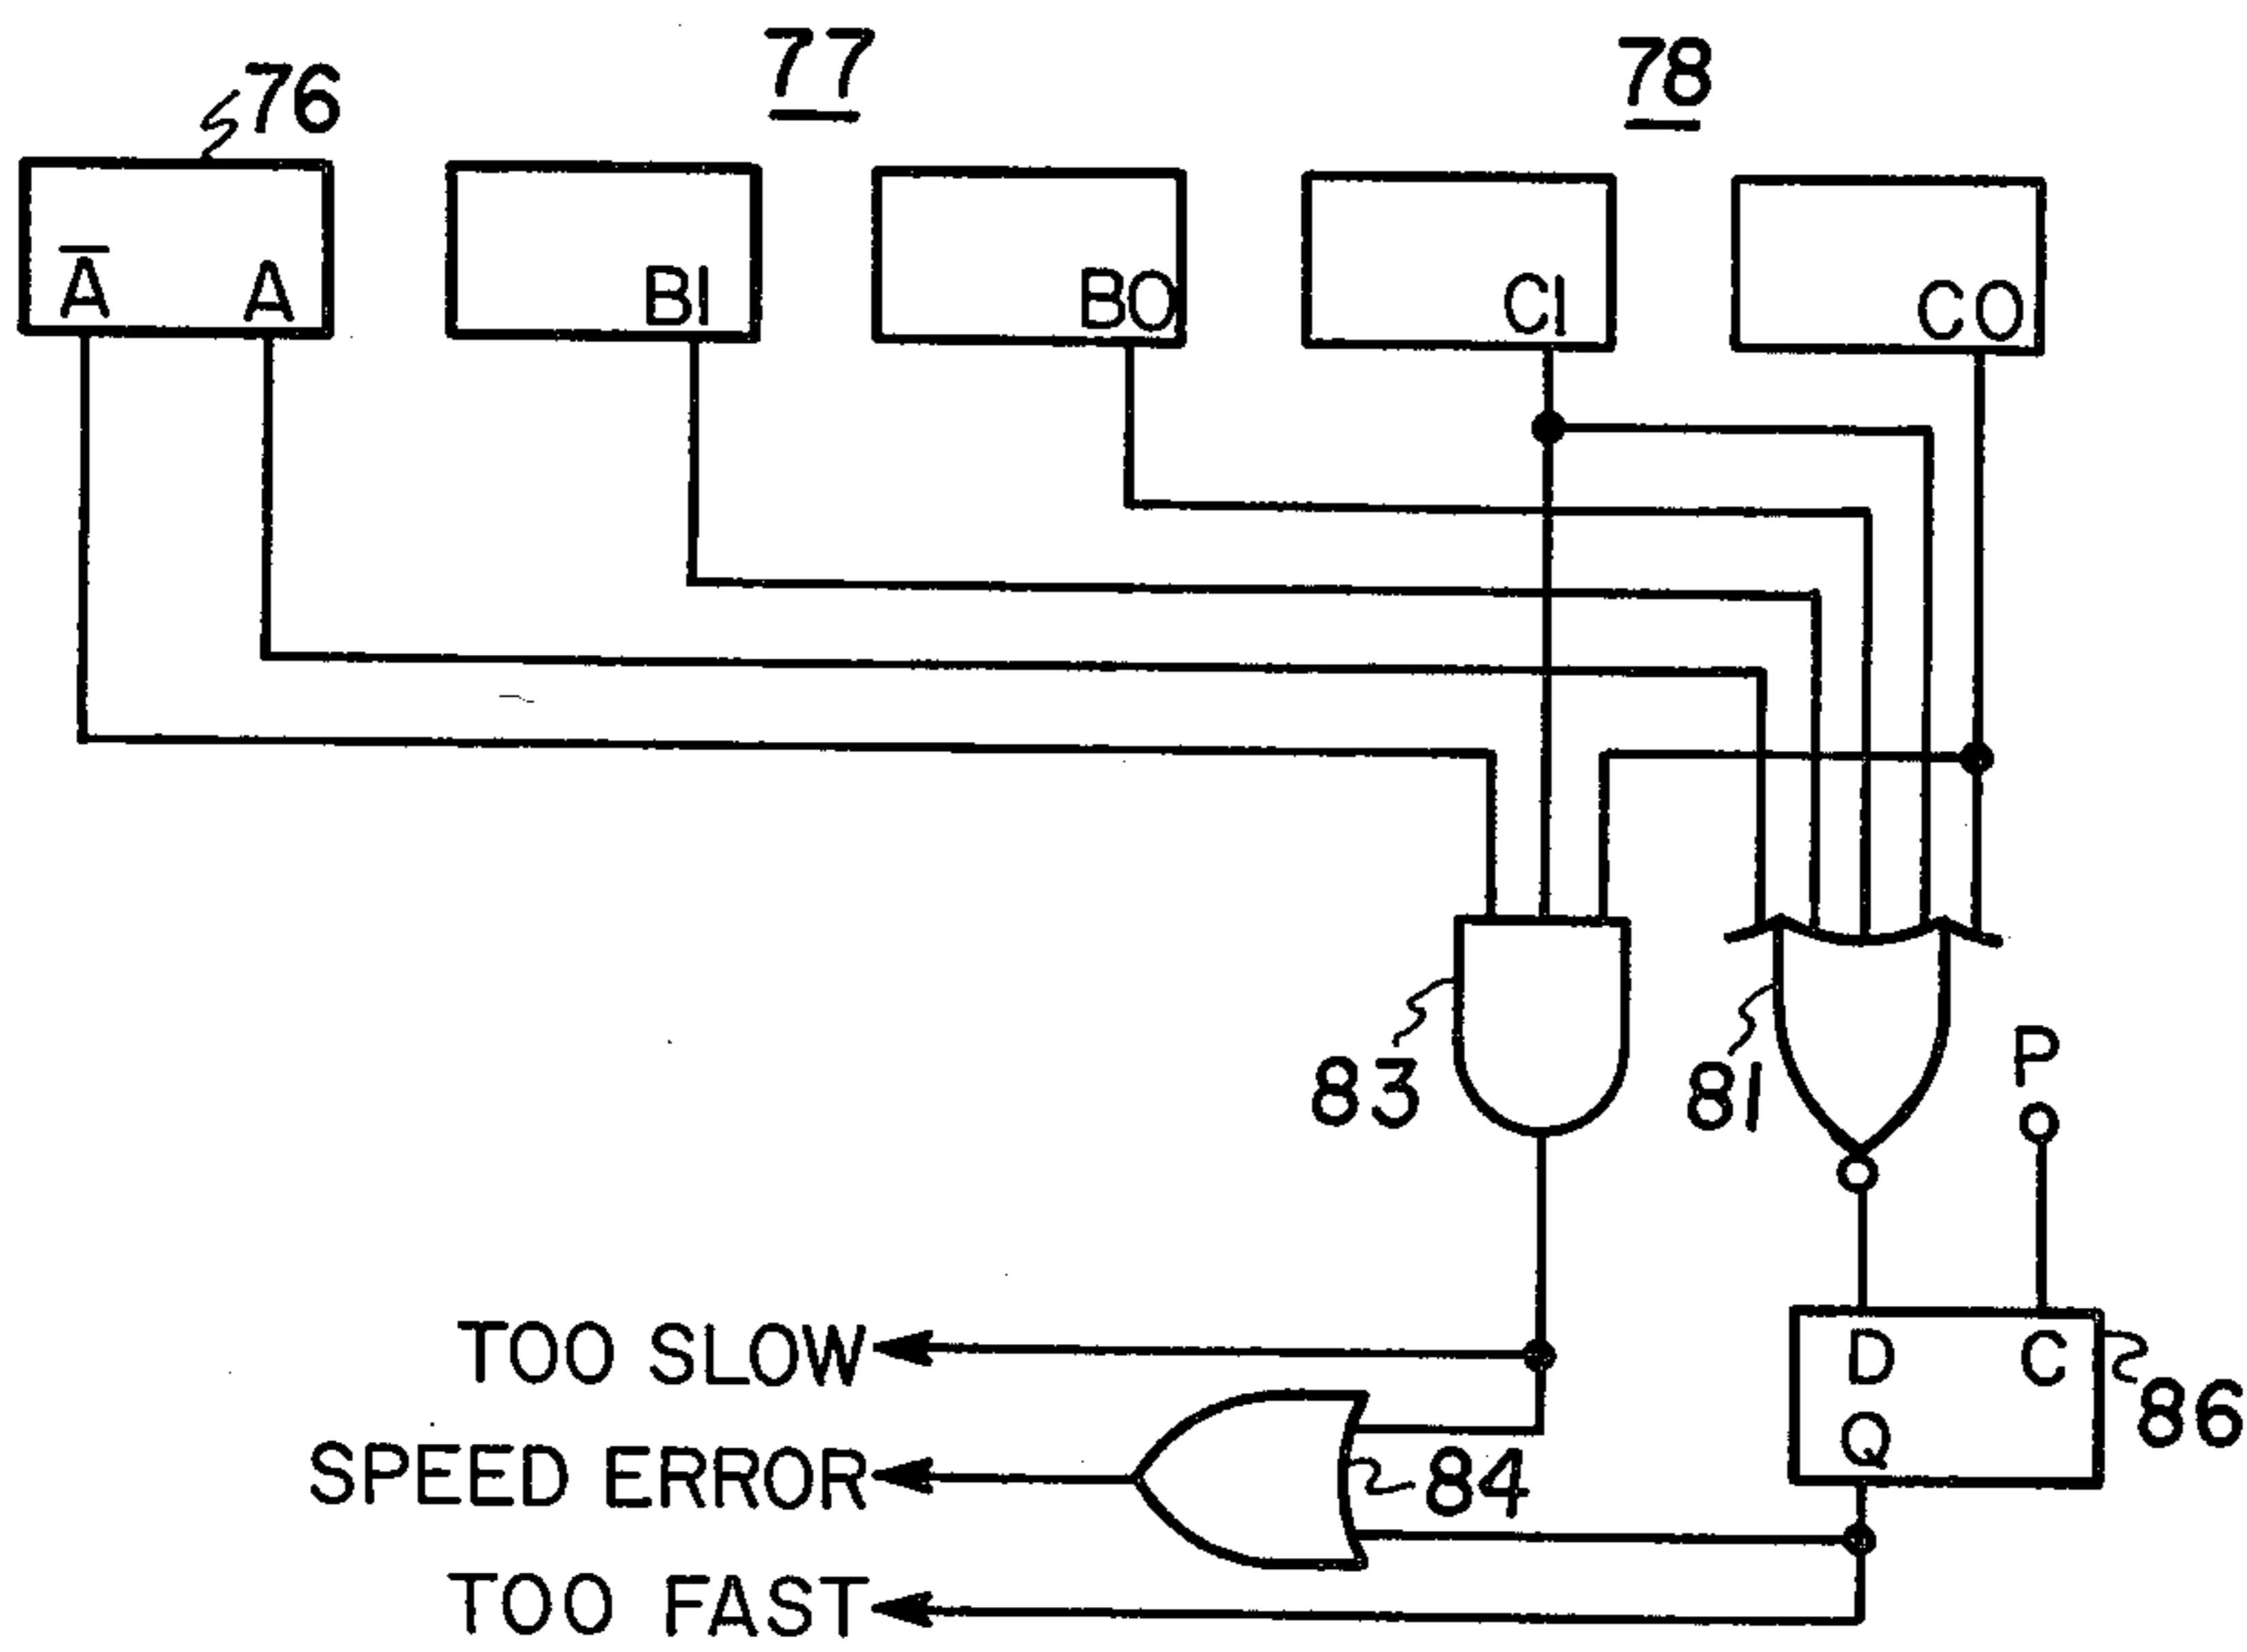 76
77
78
Ā A
BI
BO
CI
CO
83
81
P
D C
Q
86
TOO SLOW
SPEED ERROR
84
TOO FAST